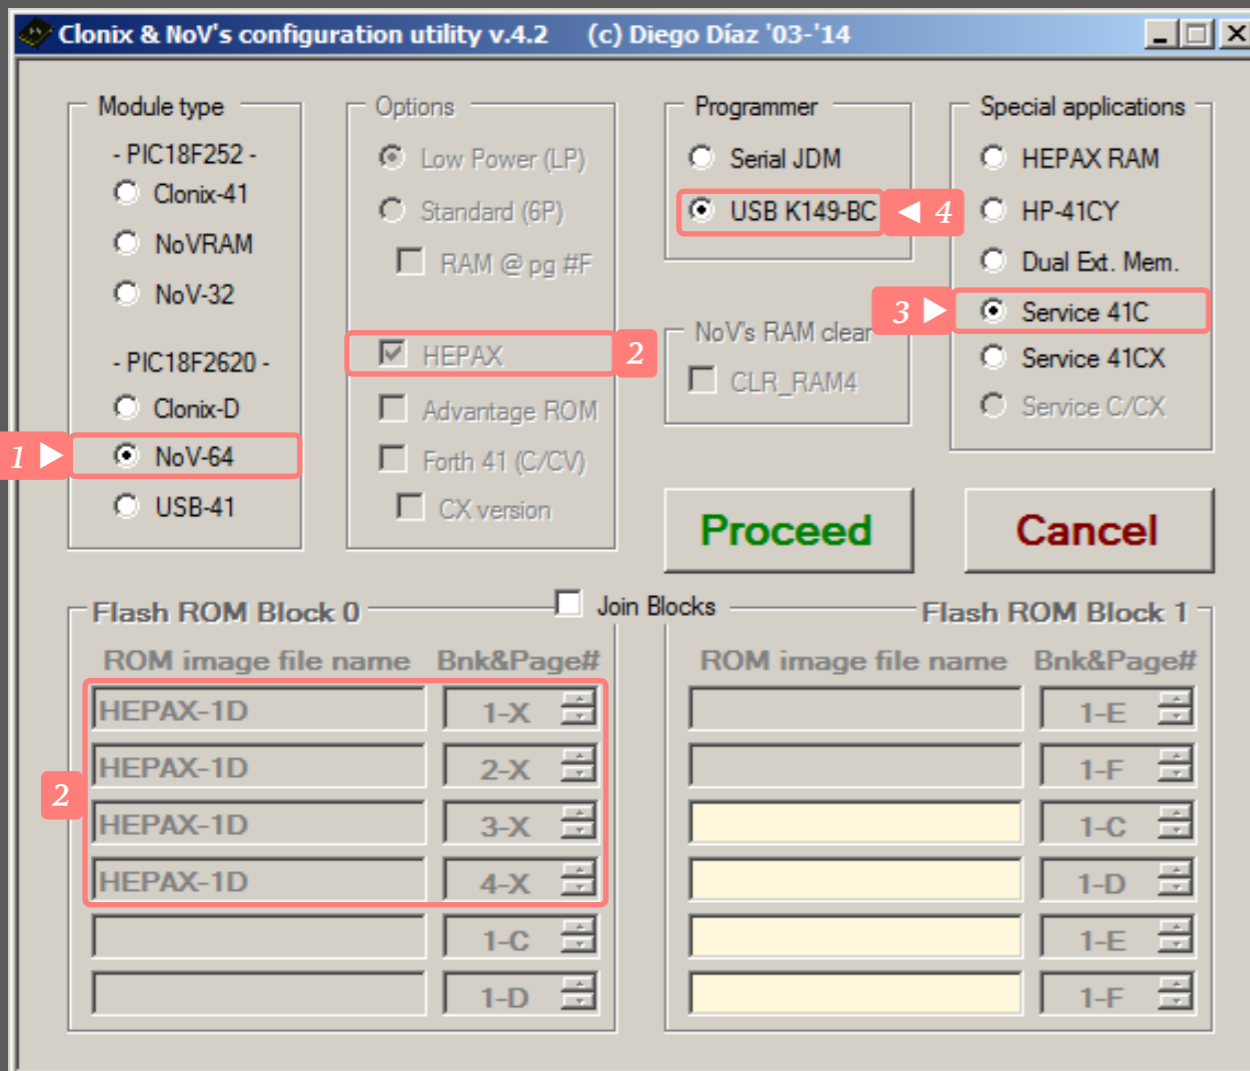 Clonix & NoV's configuration utility v.4.2 (c) Diego Díaz '03-'14
Module type
- PIC18F252 -
Clonix-41
NoVRAM
NoV-32
- PIC18F2620 -
Clonix-D
1
NoV-64
USB-41
Options
Low Power (LP)
Standard (6P)
RAM @ pg #F
HEPAX
2
Advantage ROM
Forth 41 (C/CV)
CX version
Programmer
Serial JDM
USB K149-BC
4
NoV's RAM clear
CLR_RAM4
Special applications
HEPAX RAM
HP-41CY
Dual Ext. Mem.
3
Service 41C
Service 41CX
Service C/CX
Proceed
Cancel
Join Blocks
Flash ROM Block 0
ROM image file name Bnk&Page#
HEPAX-1D 1-X
HEPAX-1D 2-X
2
HEPAX-1D 3-X
HEPAX-1D 4-X
1-C
1-D
Flash ROM Block 1
ROM image file name Bnk&Page#
1-E
1-F
1-C
1-D
1-E
1-F